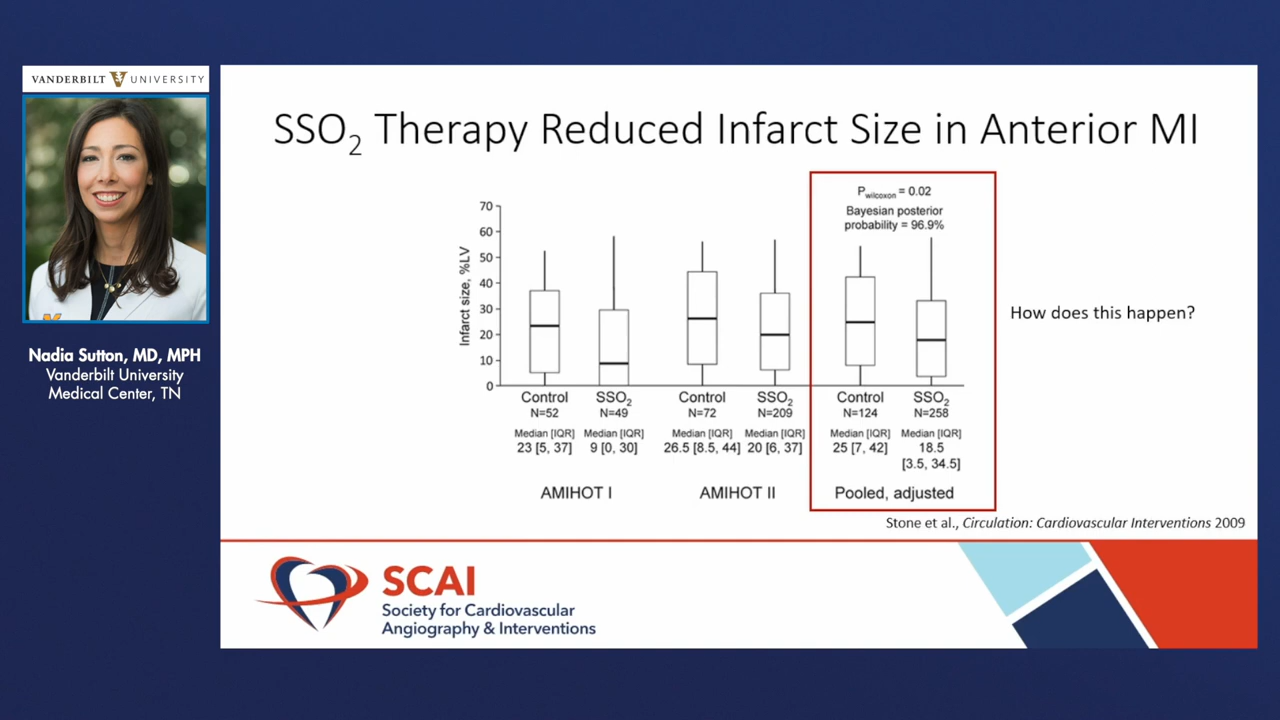 VANDERBILT V UNIVERSITY
Nadia Sutton, MD, MPH
Vanderbilt University
Medical Center, TN
SSO2 Therapy Reduced Infarct Size in Anterior MI
Pwilcoxon = 0.02
Bayesian posterior
probability = 96.9%
Infarct size, %LV
70
60
50
40
30
20
10
0
Control SSO2 Control SSO2 Control SSO2
N=52 N=49 N=72 N=209 N=124 N=258
Median [IQR] Median [IQR] Median [IQR] Median [IQR] Median [IQR] Median [IQR]
23 [5, 37] 9 [0, 30] 26.5 [8.5, 44] 20 [6, 37] 25 [7, 42] 18.5
[3.5, 34.5]
AMIHOT I AMIHOT II Pooled, adjusted
How does this happen?
Stone et al., Circulation: Cardiovascular Interventions 2009
SCAI
Society for Cardiovascular
Angiography & Interventions